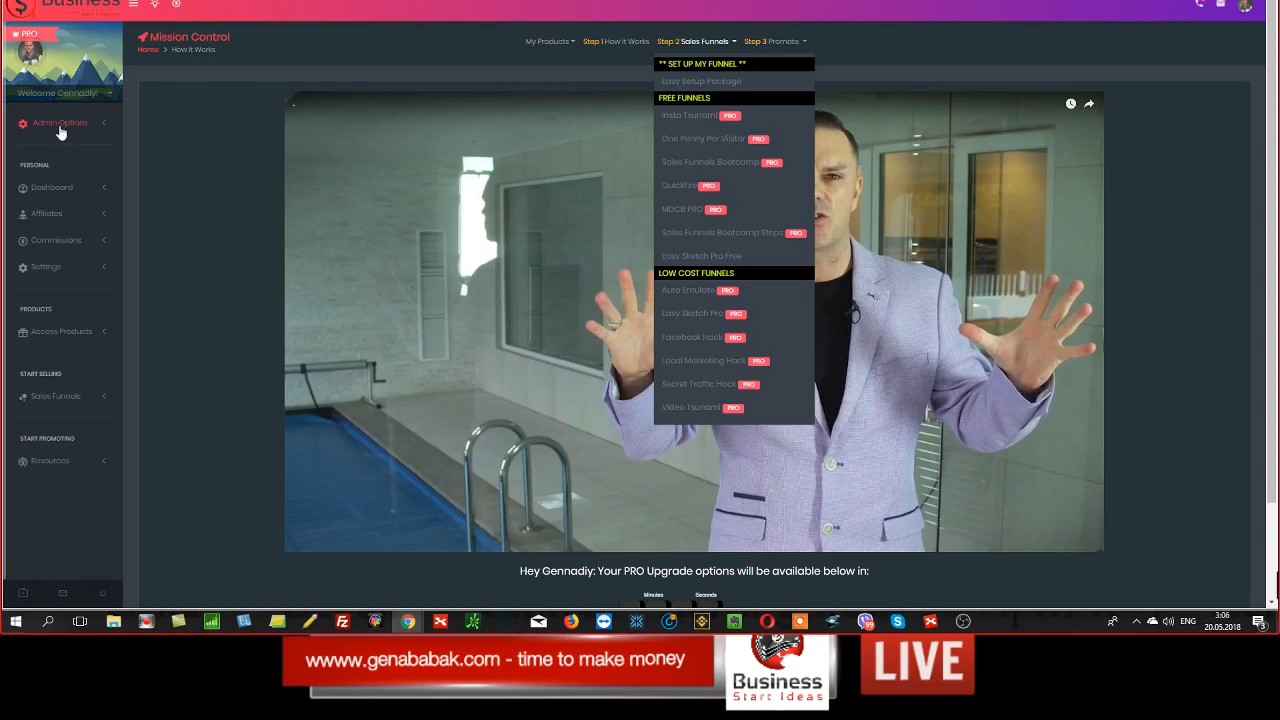 Business
PRO
Welcome Gennadiy!
Admin Options
PERSONAL
Dashboard
Affiliates
Commissions
Settings
PRODUCTS
Access Products
START SELLING
Sales Funnels
START PROMOTING
Resources
Mission Control
Home > How It Works
My Products
Step 1 How It Works
Step 2 Sales Funnels
Step 3 Promote
** SET UP MY FUNNEL **
Easy Setup Package
FREE FUNNELS
Insta Tsunami PRO
One Penny Per Visitor PRO
Sales Funnels Bootcamp PRO
QuickFire PRO
MDCB PRO PRO
Sales Funnels Bootcamp Steps PRO
Easy Sketch Pro Free
LOW COST FUNNELS
Auto Emulate PRO
Easy Sketch Pro PRO
Facebook Hack PRO
Local Marketing Hack PRO
Secret Traffic Hack PRO
Video Tsunami PRO
Hey Gennadiy: Your PRO Upgrade options will be available below in:
Minutes Seconds
99
ENG
3:06
20.05.2018
3
www.genababak.com - time to make money
Business
Start Ideas
LIVE